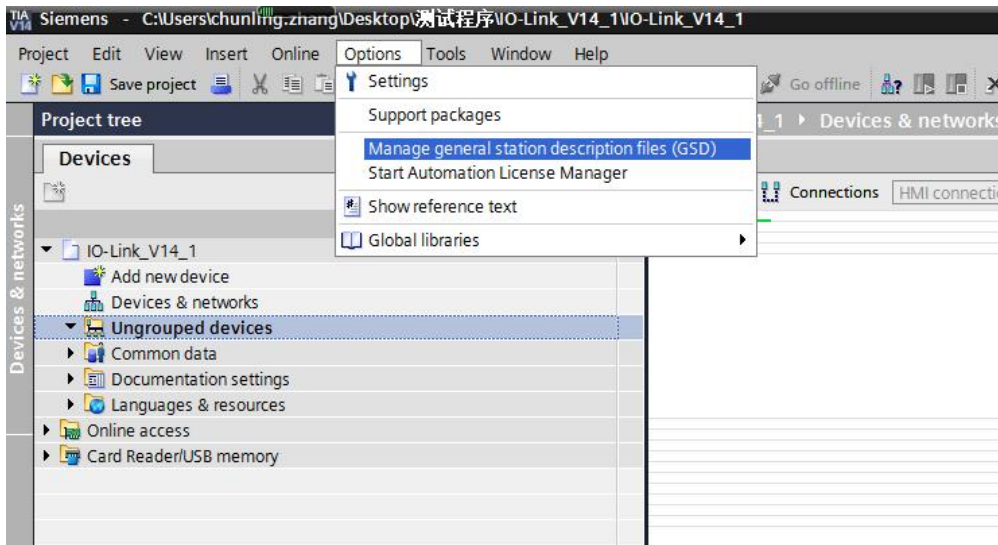 TIA V14 Siemens - C:\Users\chunling.zhang\Desktop\测试程序\IO-Link_V14_1\IO-Link_V14_1
Project Edit View Insert Online Options Tools Window Help
Save project
Go offline
Settings
Support packages
Manage general station description files (GSD)
Start Automation License Manager
Show reference text
Global libraries
Project tree
4_1 Devices & networks
Devices
Connections HMI connecti
Devices & networks
IO-Link_V14_1
Add new device
Devices & networks
Ungrouped devices
Common data
Documentation settings
Languages & resources
Online access
Card Reader/USB memory